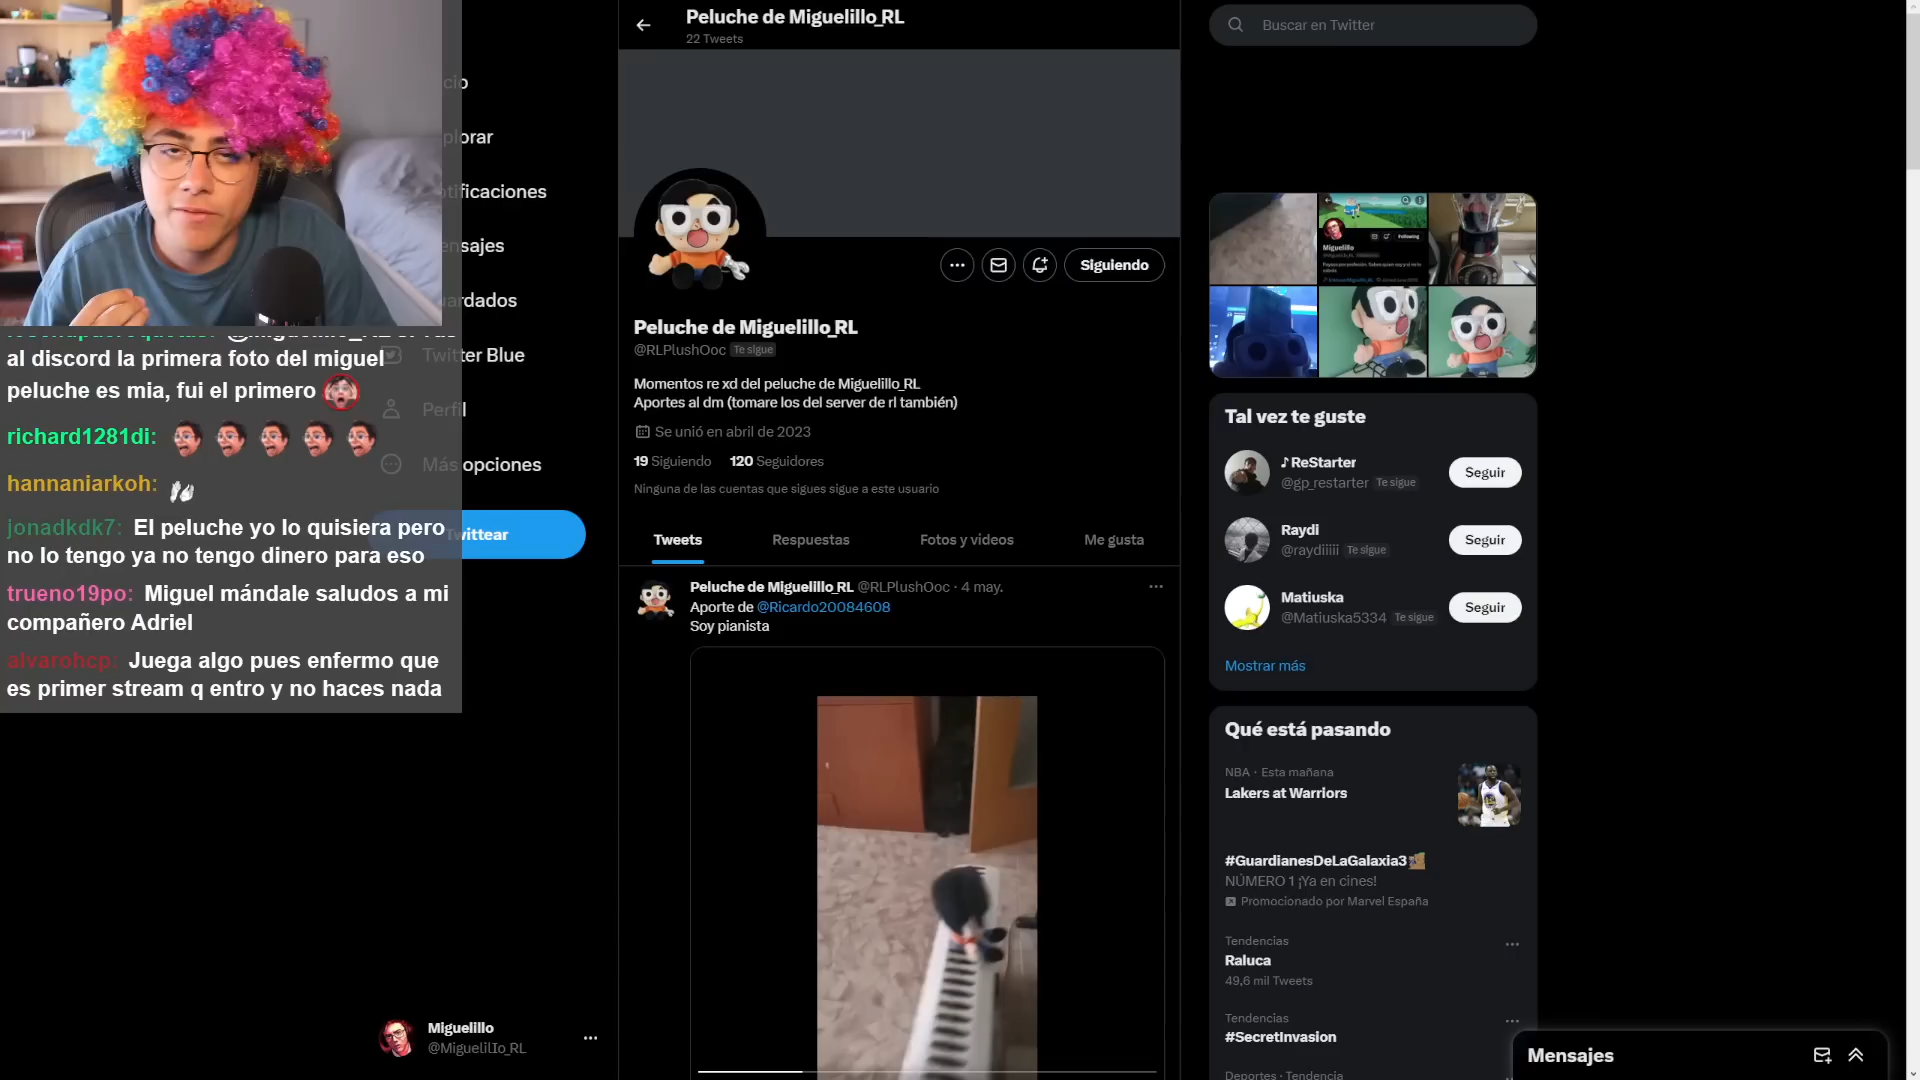 al discord la primera foto del miguel
peluche es mia, fui el primero
richard1281di:
hannaniarkoh:
jonadkdk7: El peluche yo lo quisiera pero
no lo tengo ya no tengo dinero para eso
trueno19po: Miguel mándale saludos a mi
compañero Adriel
alvarohcp: Juega algo pues enfermo que
es primer stream q entro y no haces nada
Twitter Blue
Perfil
Más opciones
Miguelillo
@MiguelilIo_RL
Peluche de Miguelillo_RL
22 Tweets
Siguiendo
Peluche de Miguelillo_RL
@RLPlushOoc Te sigue
Momentos re xd del peluche de Miguelillo_RL
Aportes al dm (tomare los del server de rl también)
Se unió en abril de 2023
19 Siguiendo 120 Seguidores
Ninguna de las cuentas que sigues sigue a este usuario
Tweets Respuestas Fotos y videos Me gusta
Peluche de Miguelillo_RL @RLPlushOoc · 4 may.
Aporte de @Ricardo20084608
Soy pianista
Buscar en Twitter
Miguelillo
Following
Tal vez te guste
♪ ReStarter
@gp_restarter Te sigue
Seguir
Raydi
@raydiiiii Te sigue
Seguir
Matiuska
@Matiuska5334 Te sigue
Seguir
Mostrar más
Qué está pasando
NBA · Esta mañana
Lakers at Warriors
#GuardianesDeLaGalaxia3
NÚMERO 1 ¡Ya en cines!
Promocionado por Marvel España
Tendencias
Raluca
49,6 mil Tweets
Tendencias
#SecretInvasion
Deportes · Tendencia
Mensajes